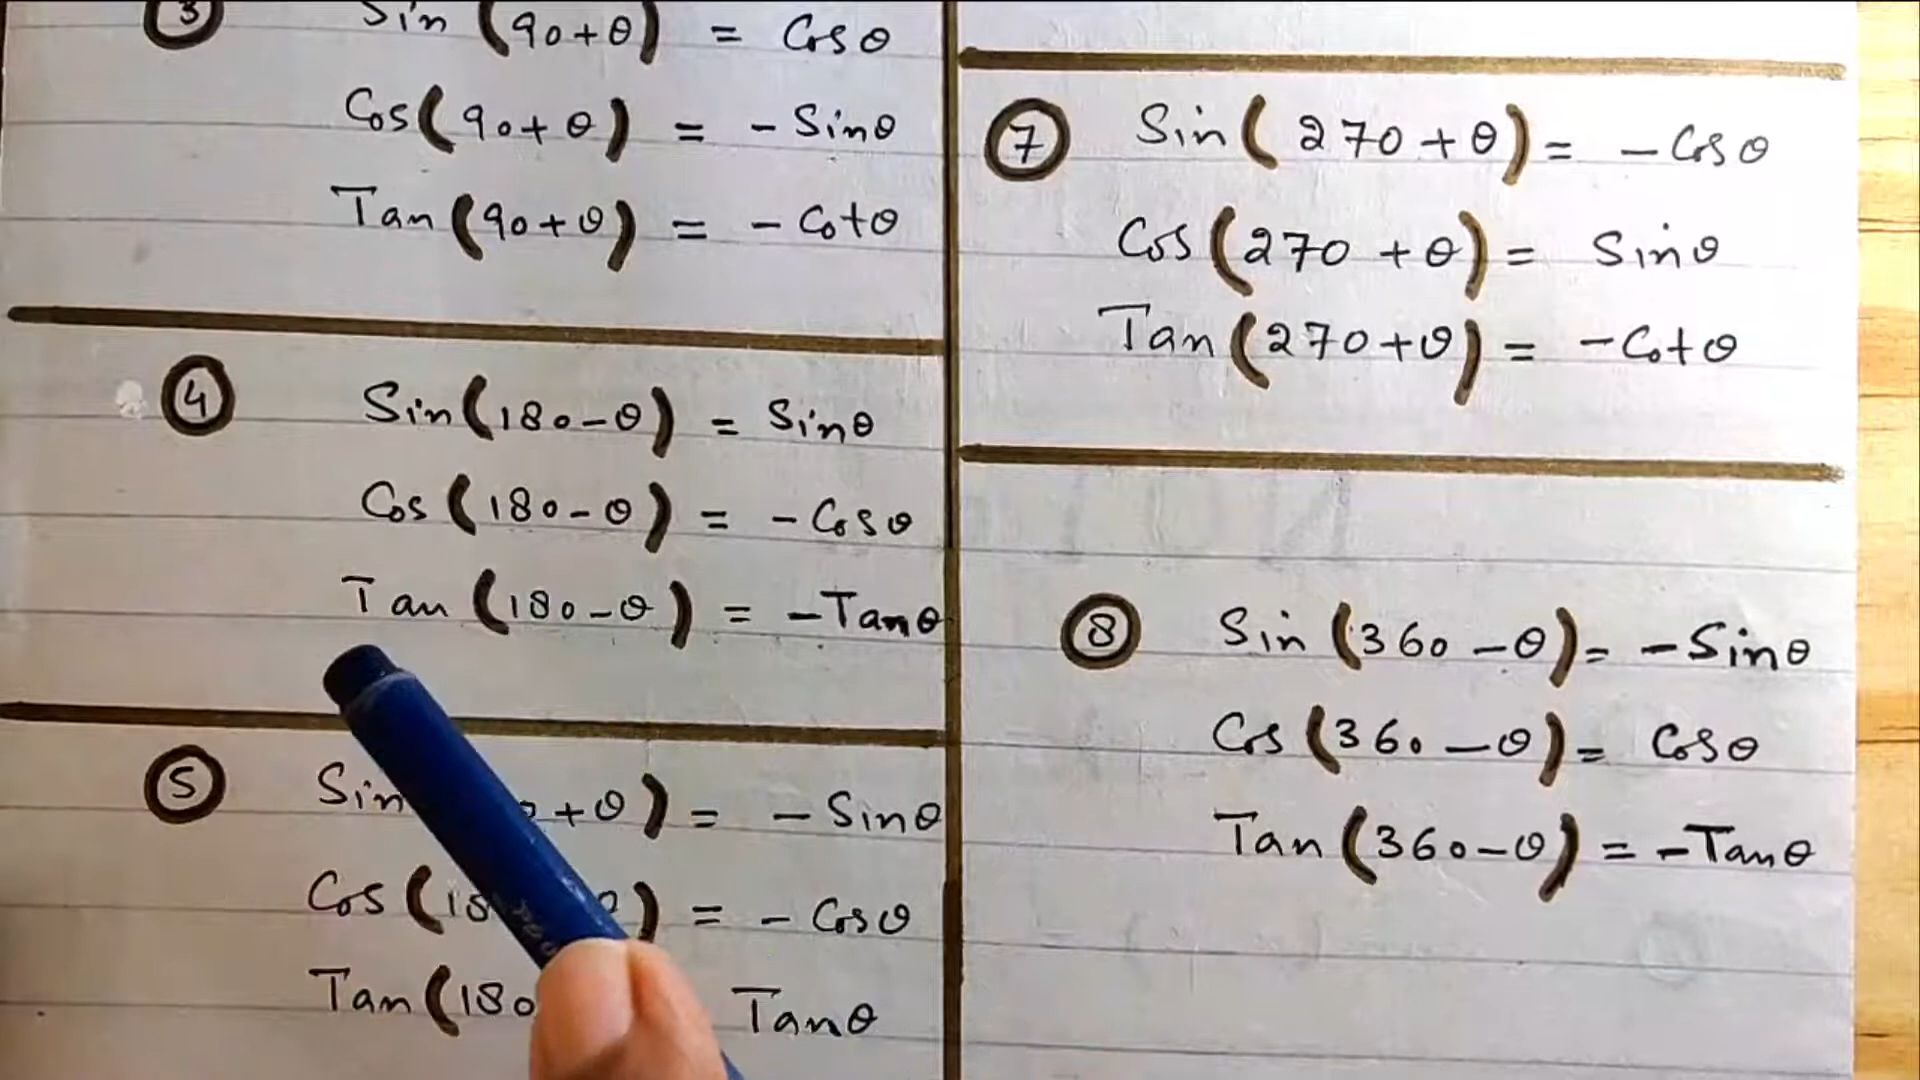 3 Sin (90+θ) = Cosθ
Cos(90+θ) = -Sinθ
Tan(90+θ) = -Cotθ
4 Sin(180-θ) = Sinθ
Cos(180-θ) = -Cosθ
Tan(180-θ) = -Tanθ
5 Sin +θ) = -Sinθ
Cos(18 ) = -Cosθ
Tan(180 Tanθ
7 Sin(270+θ) = -Cosθ
Cos(270+θ) = Sinθ
Tan(270+θ) = -Cotθ
8 Sin(360-θ) = -Sinθ
Cos(360-θ) = Cosθ
Tan(360-θ) = -Tanθ